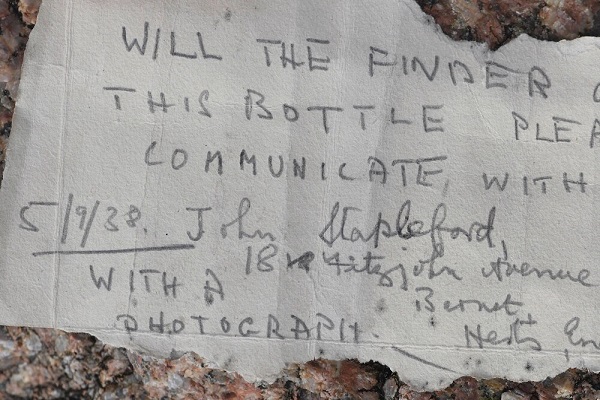 WILL THE FINDER
THIS BOTTLE PLEA
COMMUNICATE WITH
5/9/38. John Stapleford,
18 Fitzjohn Avenue
WITH A
Barnet
PHOTOGRAPH. Herts, En